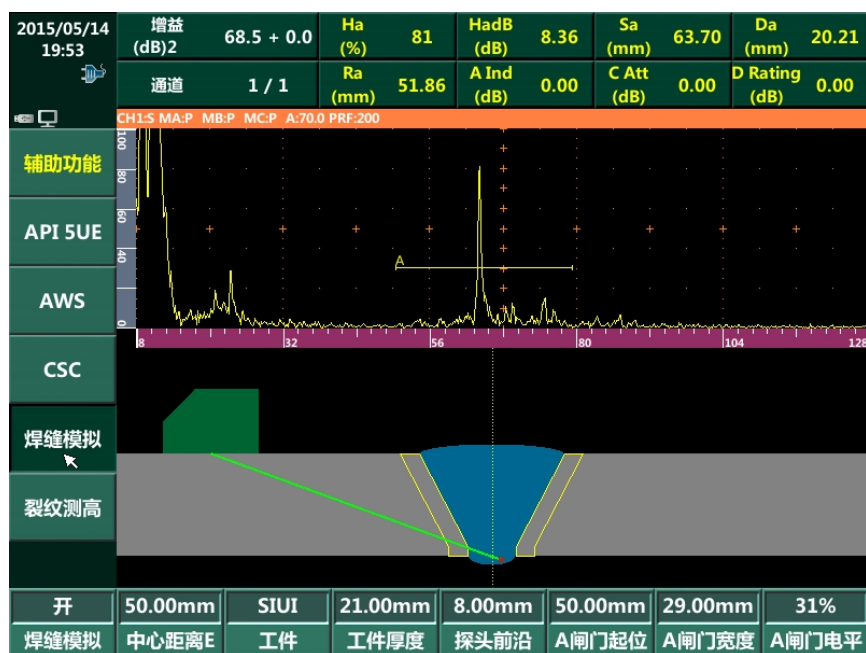 2015/05/14
19:53
增益
(dB)2
68.5 + 0.0
Ha
(%)
81
HadB
(dB)
8.36
Sa
(mm)
63.70
Da
(mm)
20.21
通道
1 / 1
Ra
(mm)
51.86
A Ind
(dB)
0.00
C Att
(dB)
0.00
D Rating
(dB)
0.00
CH1:S MA:P MB:P MC:P A:70.0 PRF:200
辅助功能
API 5UE
AWS
CSC
焊缝模拟
裂纹测高
100
80
60
40
0
A
8
32
56
80
104
128
开
50.00mm
SIUI
21.00mm
8.00mm
50.00mm
29.00mm
31%
焊缝模拟
中心距离E
工件
工件厚度
探头前沿
A闸门起位
A闸门宽度
A闸门电平